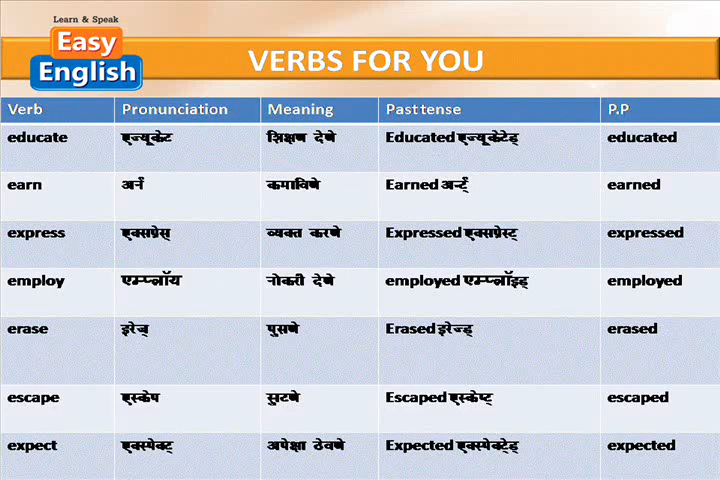 Learn & Speak
Easy
English
VERBS FOR YOU
Verb Pronunciation Meaning Past tense P.P
educate एज्यूकेट शिक्षण देणे Educated एज्यूकेटेड् educated
earn अर्न कमाविणे Earned अर्न्ट् earned
express एक्सप्रेस् व्यक्त करणे Expressed एक्सप्रेस्ट् expressed
employ एम्प्लॉय नोकरी देणे employed एम्प्लॉइड् employed
erase इरेज् पुसणे Erased इरेज्ड् erased
escape एस्केप सुटणे Escaped एस्केप्ट् escaped
expect एक्स्पेक्ट् अपेक्षा ठेवणे Expected एक्स्पेक्टेड् expected